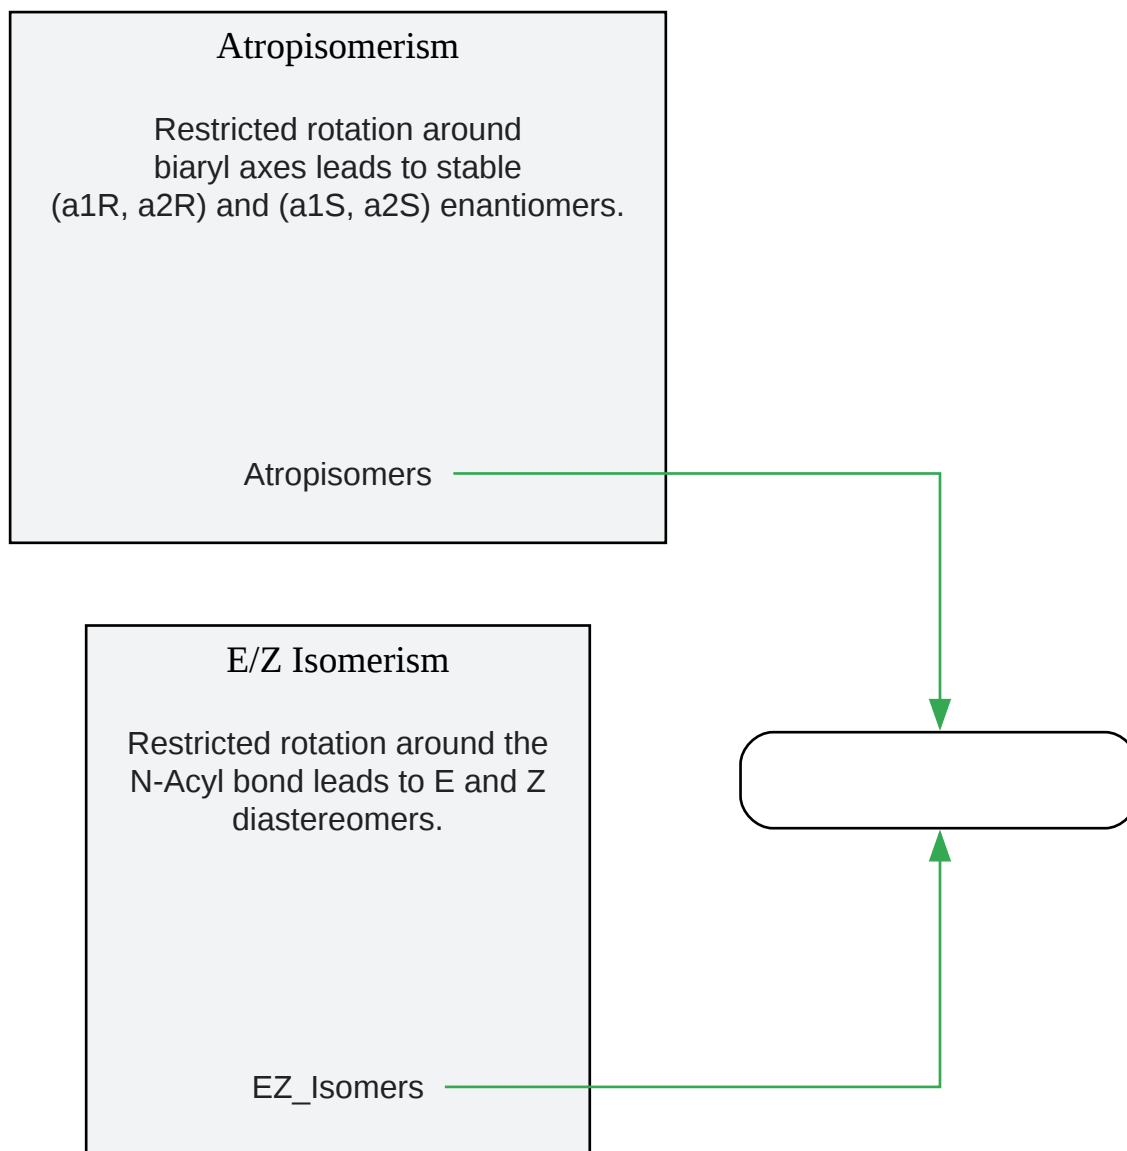 Atropisomerism
Restricted rotation around
biaryl axes leads to stable
(a1R, a2R) and (a1S, a2S) enantiomers.
Atropisomers
E/Z Isomerism
Restricted rotation around the
N-Acyl bond leads to E and Z
diastereomers.
EZ_Isomers